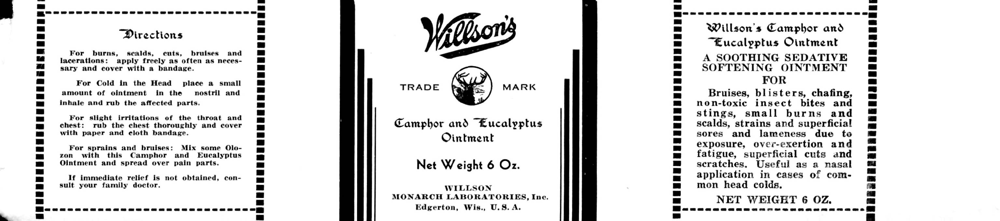 Directions
For burns, scalds, cuts, bruises and
lacerations: apply freely as often as neces-
sary and cover with a bandage.
For Cold in the Head place a small
amount of ointment in the nostril and
inhale and rub the affected parts.
For slight irritations of the throat and
chest: rub the chest thoroughly and cover
with paper and cloth bandage.
For sprains and bruises: Mix some Olo-
zon with this Camphor and Eucalyptus
Ointment and spread over pain parts.
If immediate relief is not obtained, con-
sult your family doctor.
Willson's
TRADE MARK
Camphor and Eucalyptus
Ointment
Net Weight 6 Oz.
WILLSON
MONARCH LABORATORIES, Inc.
Edgerton, Wis., U. S. A.
Willson's Camphor and
Eucalyptus Ointment
A SOOTHING SEDATIVE
SOFTENING OINTMENT
FOR
Bruises, blisters, chafing,
non-toxic insect bites and
stings, small burns and
scalds, strains and superficial
sores and lameness due to
exposure, over-exertion and
fatigue, superficial cuts and
scratches. Useful as a nasal
application in cases of com-
mon head colds.
NET WEIGHT 6 OZ.